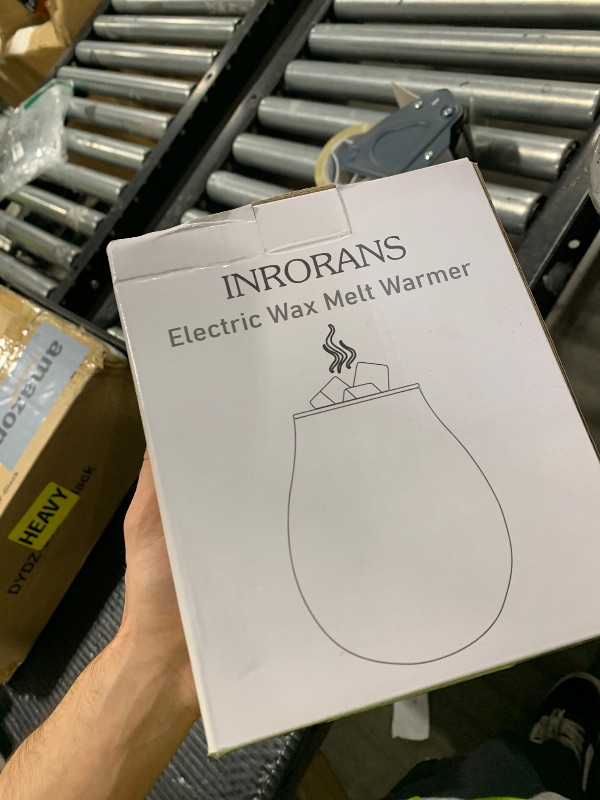 INRORANS
Electric Wax Melt Warmer
amazon
HEAVY